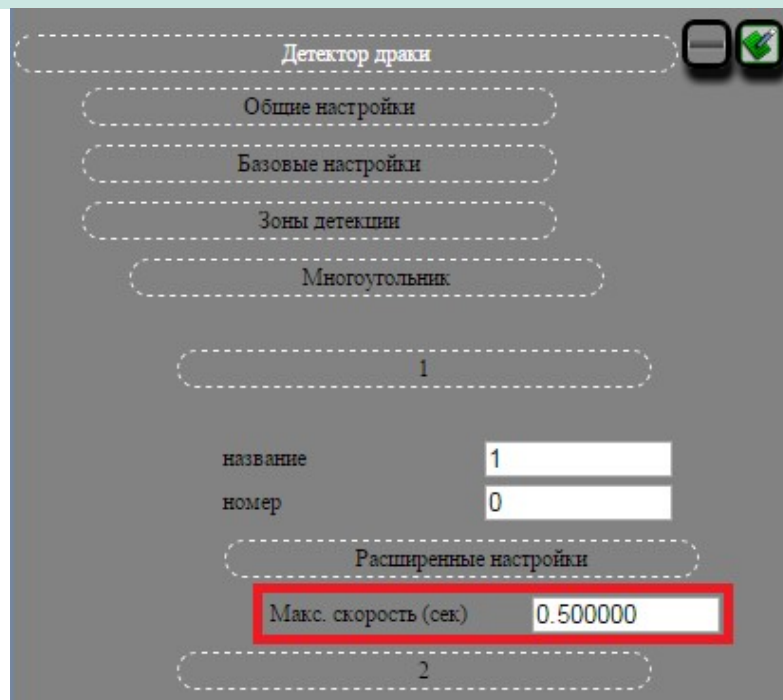 Детектор драки
Общие настройки
Базовые настройки
Зоны детекции
Многоугольник
1
название 1
номер 0
Расширенные настройки
Макс. скорость (сек) 0.500000
2